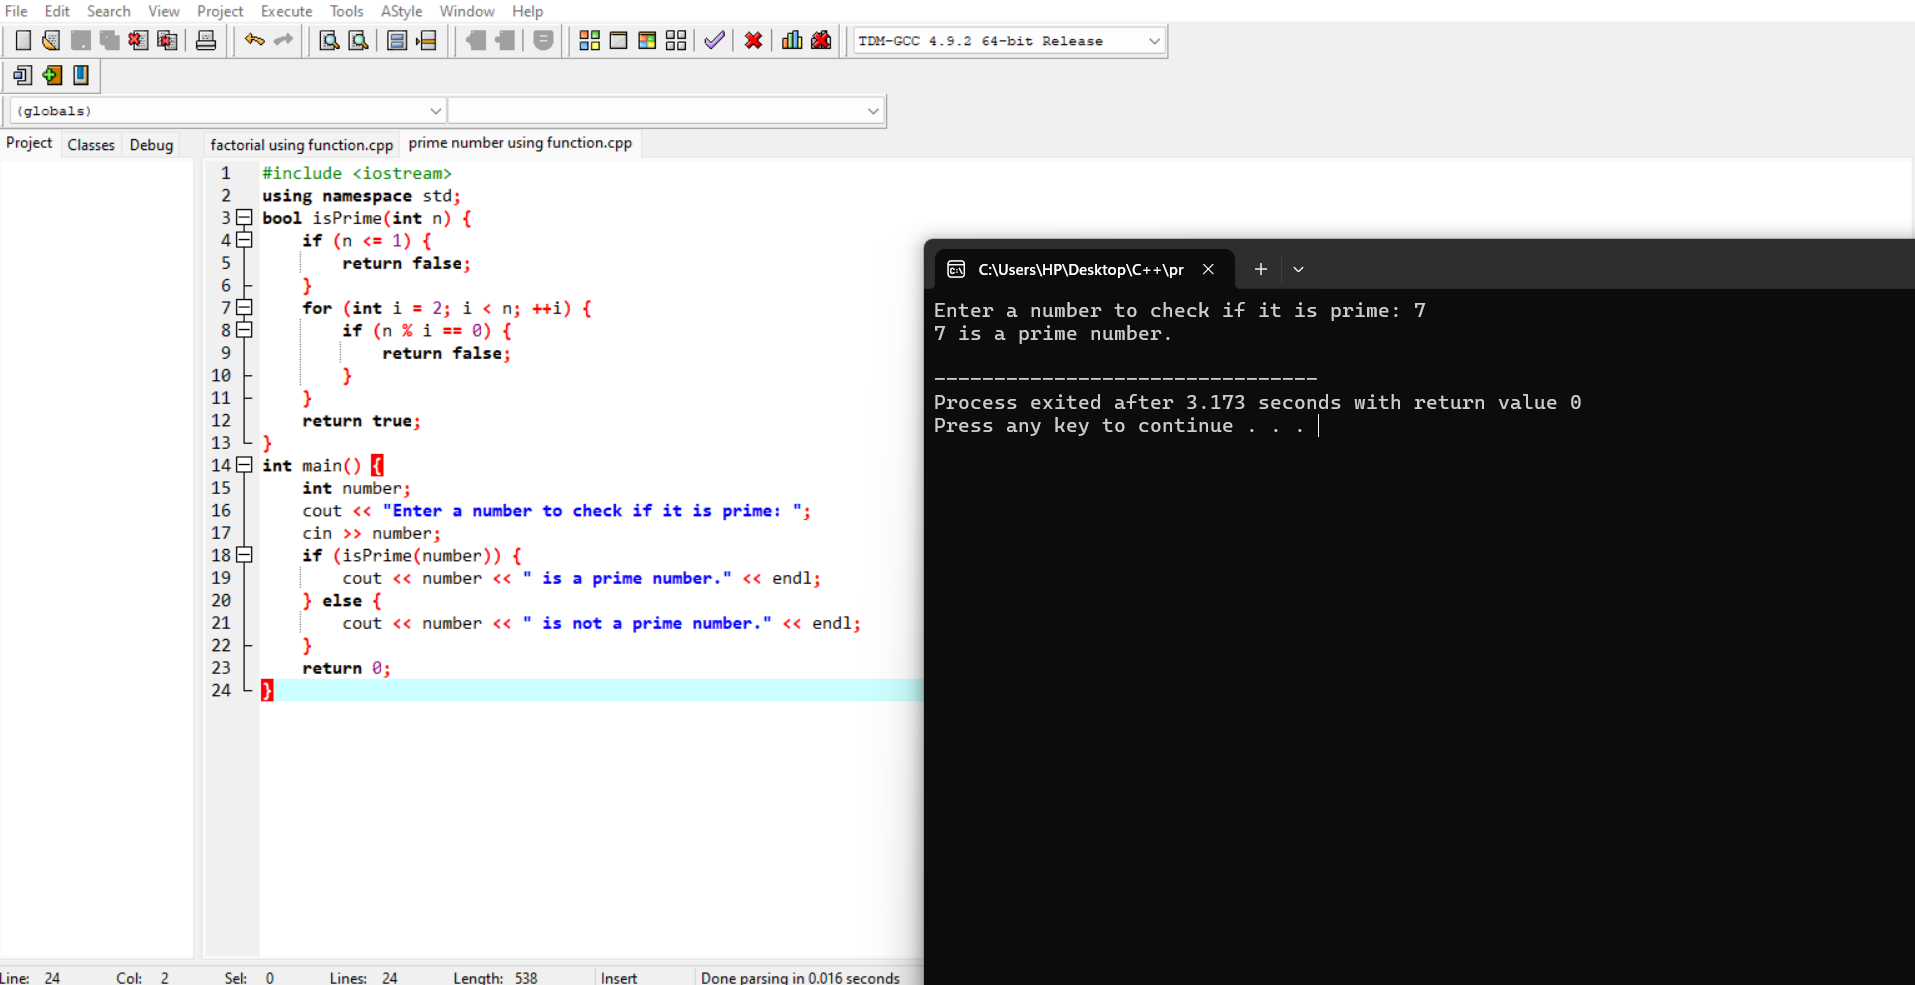 File Edit Search View Project Execute Tools AStyle Window Help
TDM-GCC 4.9.2 64-bit Release
(globals)
Project Classes Debug
factorial using function.cpp prime number using function.cpp
1 #include <iostream>
2 using namespace std;
3 bool isPrime(int n) {
4 if (n <= 1) {
5 return false;
6 }
7 for (int i = 2; i < n; ++i) {
8 if (n % i == 0) {
9 return false;
10 }
11 }
12 return true;
13 }
14 int main() {
15 int number;
16 cout << "Enter a number to check if it is prime: ";
17 cin >> number;
18 if (isPrime(number)) {
19 cout << number << " is a prime number." << endl;
20 } else {
21 cout << number << " is not a prime number." << endl;
22 }
23 return 0;
24 }
C:\Users\HP\Desktop\C++\pr
Enter a number to check if it is prime: 7
7 is a prime number.
--------------------------------
Process exited after 3.173 seconds with return value 0
Press any key to continue . . .
Line: 24 Col: 2 Sel: 0 Lines: 24 Length: 538 Insert Done parsing in 0.016 seconds